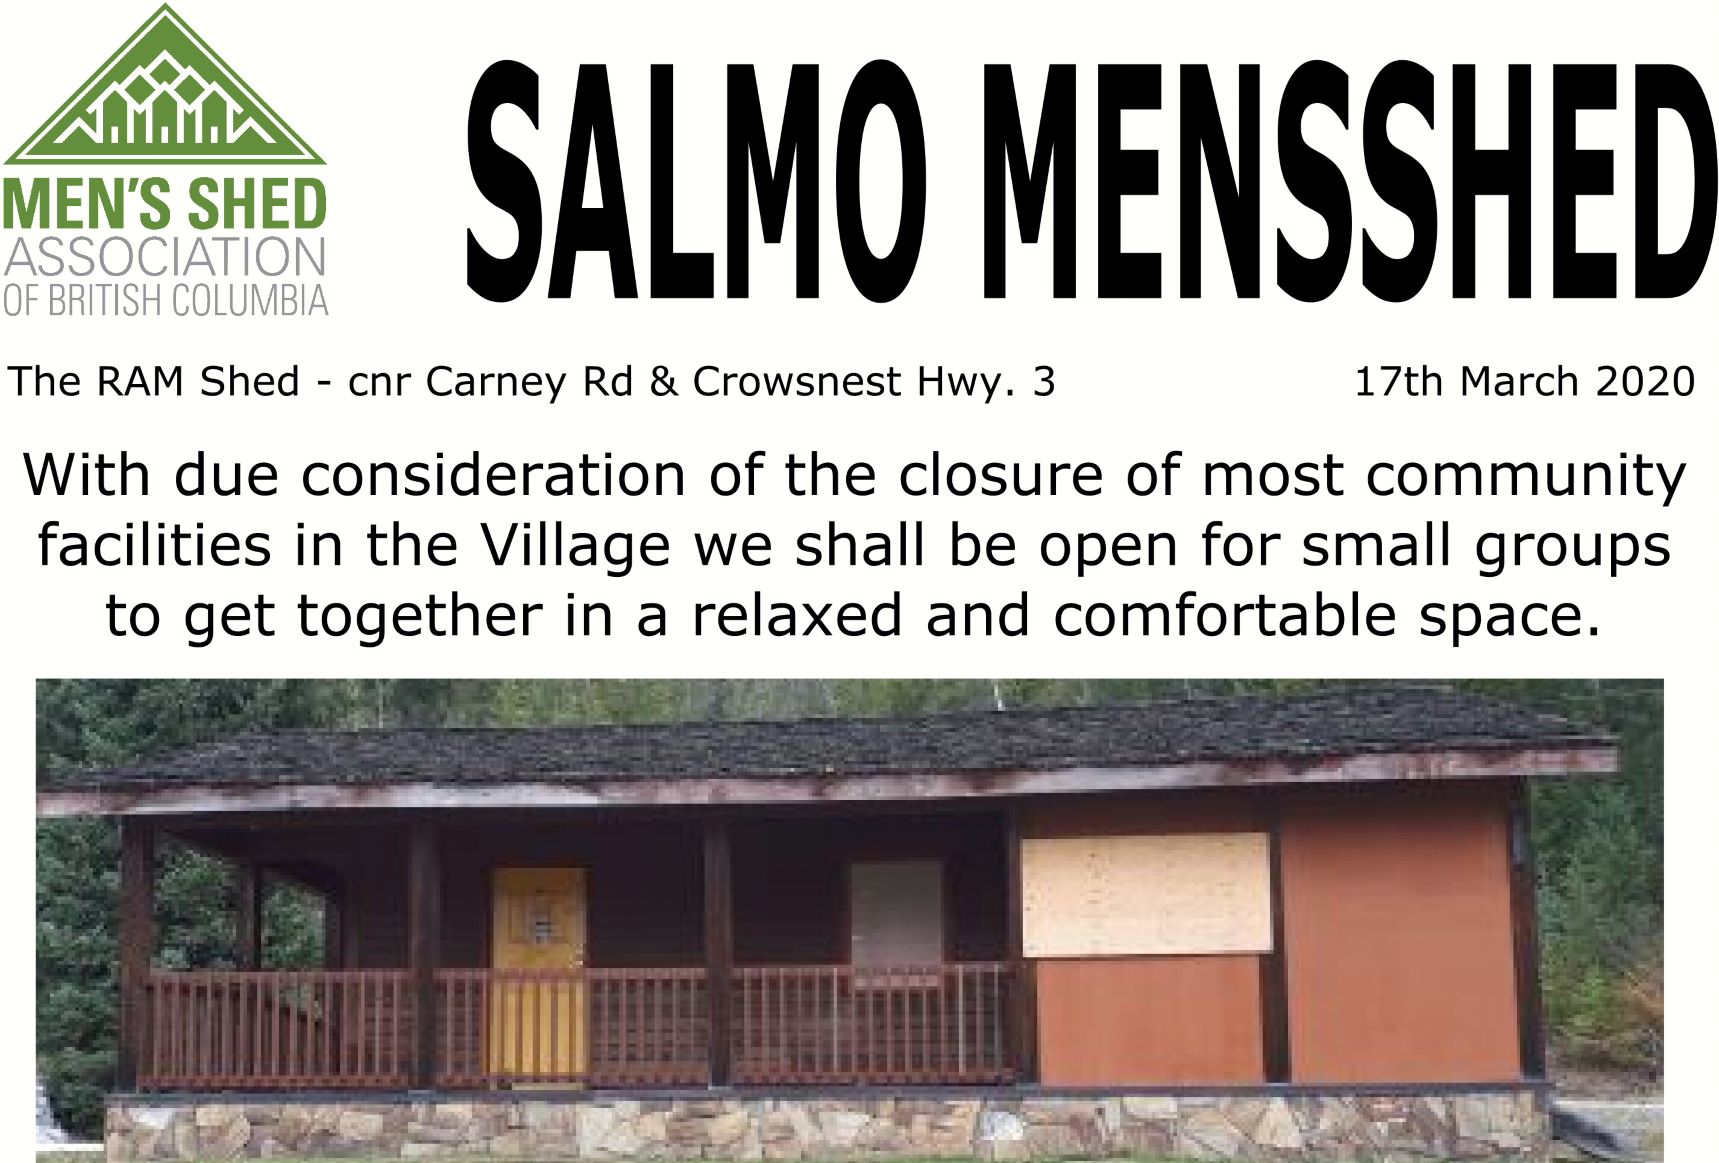 MEN'S SHED
ASSOCIATION
OF BRITISH COLUMBIA
SALMO MENSSHED
The RAM Shed - cnr Carney Rd & Crowsnest Hwy. 3 17th March 2020
With due consideration of the closure of most community
facilities in the Village we shall be open for small groups
to get together in a relaxed and comfortable space.